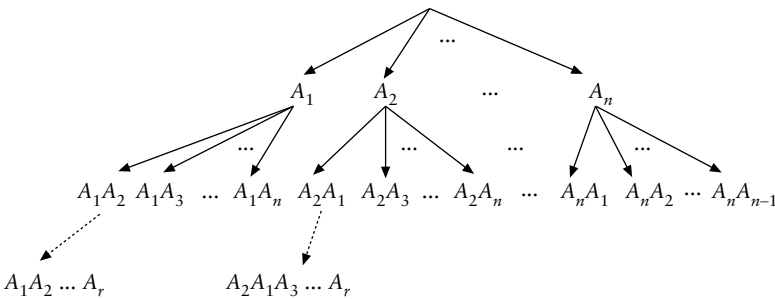 ...
A₁ A₂ ... Aₙ
... ... ... ...
A₁A₂ A₁A₃ ... A₁Aₙ A₂A₁ A₂A₃ ... A₂Aₙ ... AₙA₁ AₙA₂ ... AₙAₙ₋₁
A₁A₂ ... Aᵣ A₂A₁A₃ ... Aᵣ